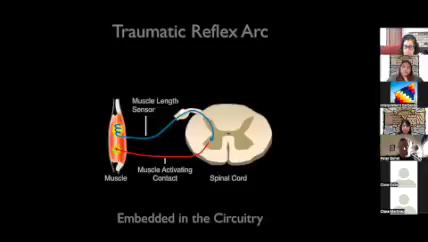 Traumatic Reflex Arc
Muscle Length
Sensor
Muscle Activating
Contact
Muscle
Spinal Cord
Embedded in the Circuitry